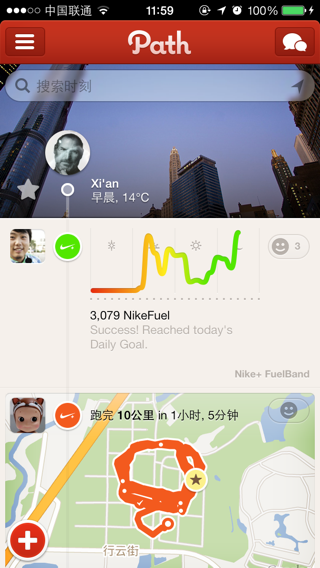 中国联通
11:59
100%
Path
搜索时刻
Xi'an
早晨, 14°C
3
3,079 NikeFuel
Success! Reached today's
Daily Goal.
Nike+ FuelBand
跑完 10公里 in 1小时, 5分钟
行云街